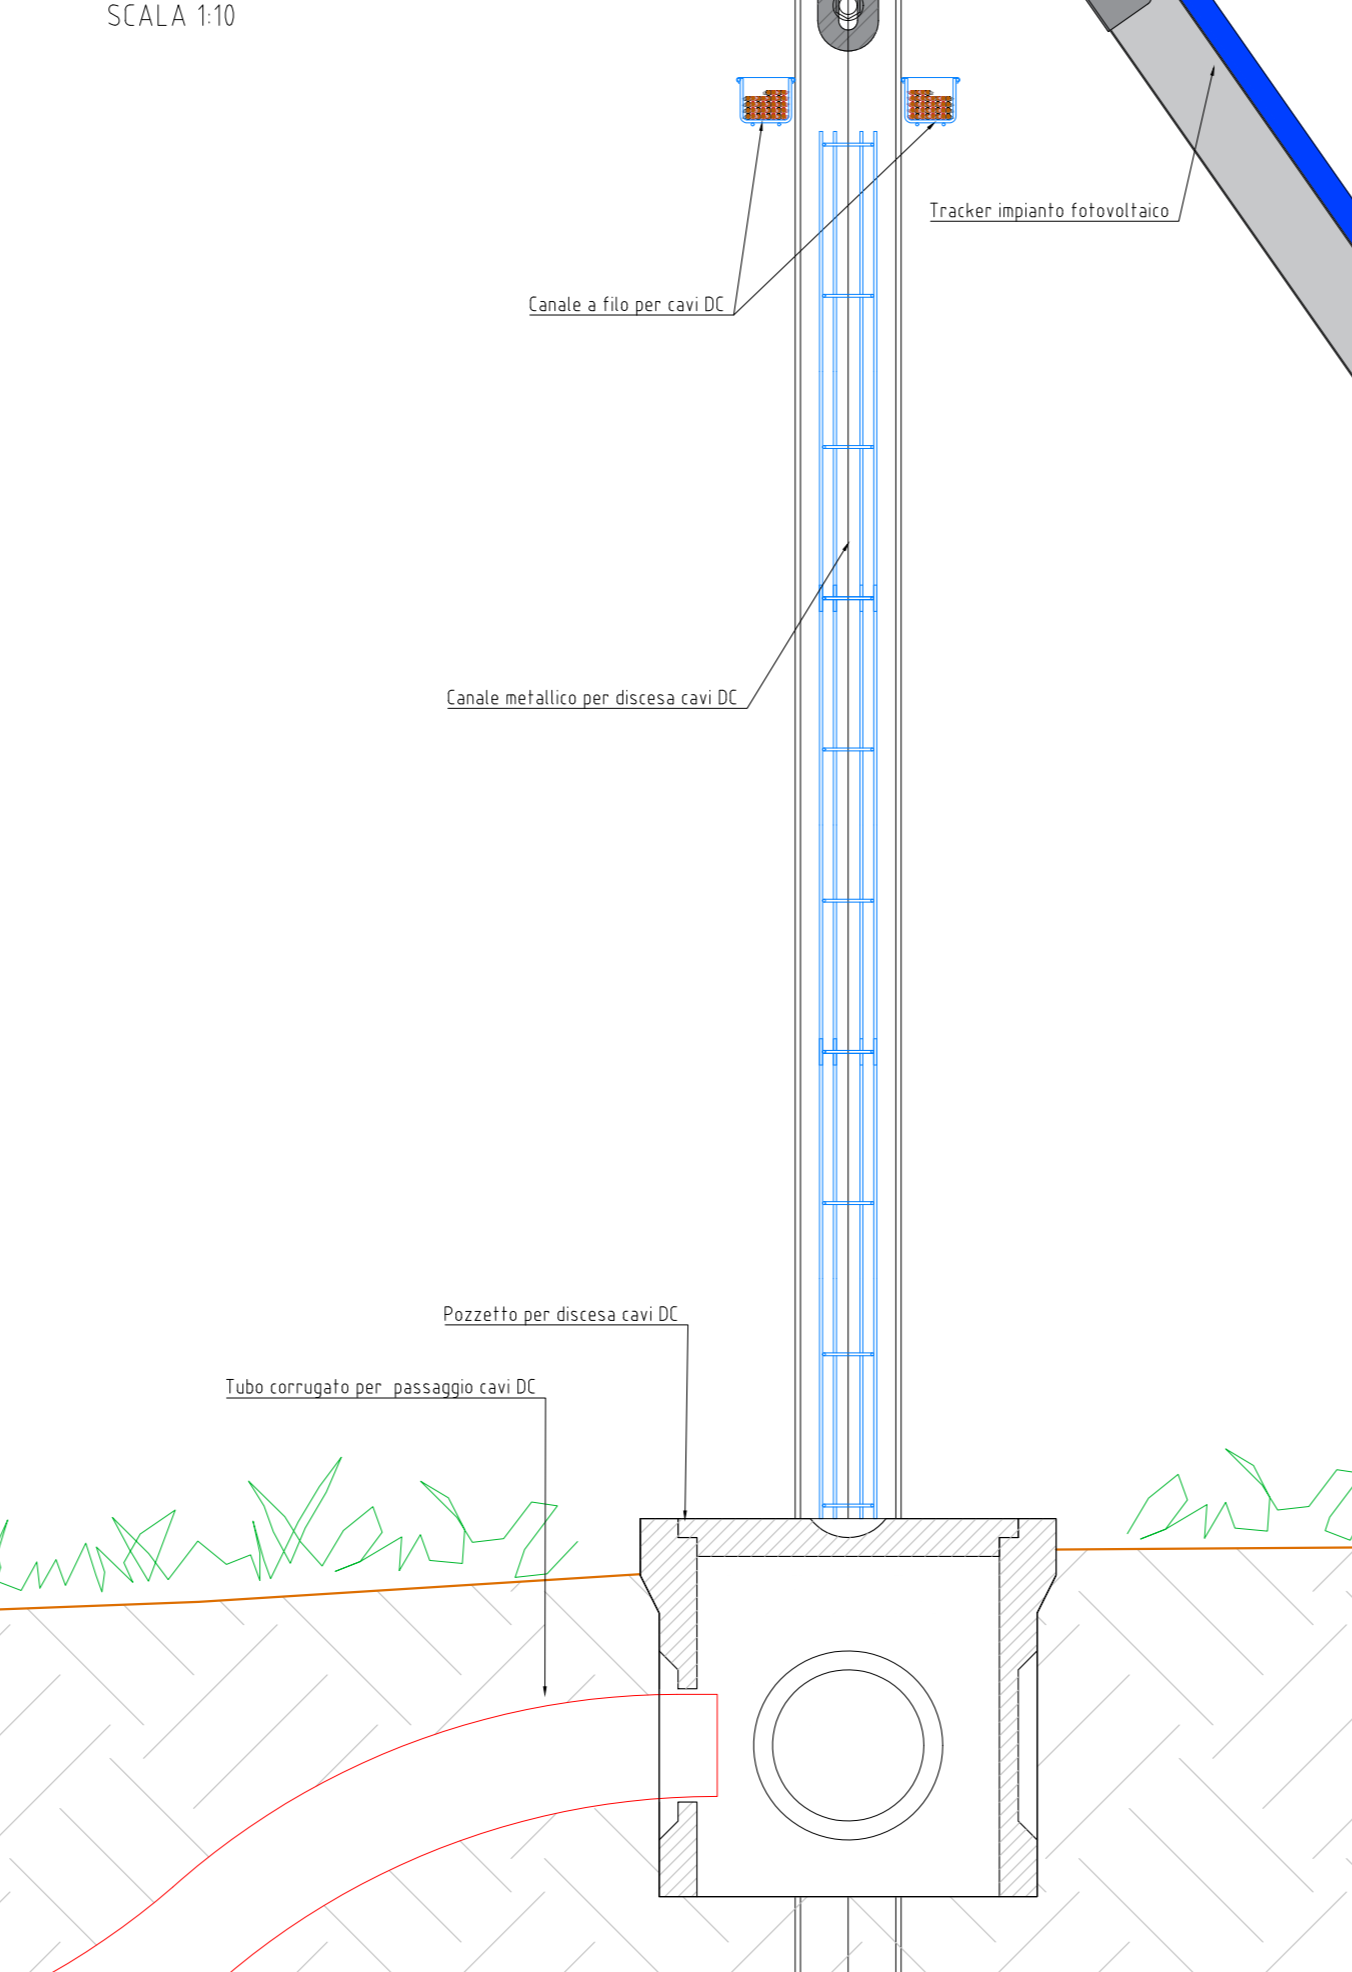 SCALA 1:10
Tracker impianto fotovoltaico
Canale a filo per cavi DC
Canale metallico per discesa cavi DC
Pozzetto per discesa cavi DC
Tubo corrugato per passaggio cavi DC